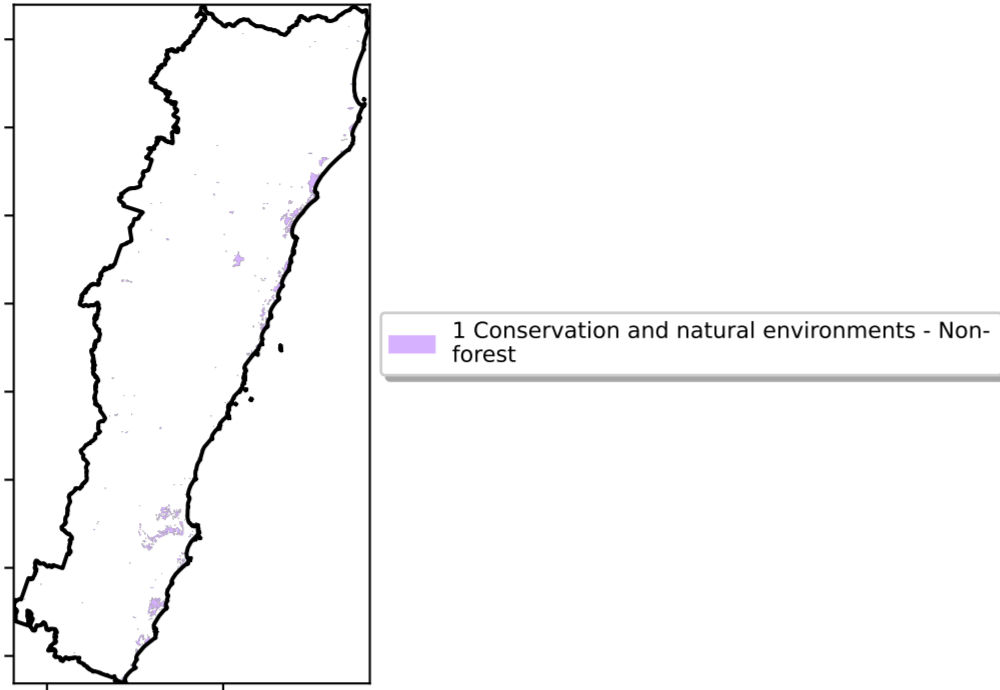 1 Conservation and natural environments - Non-
forest